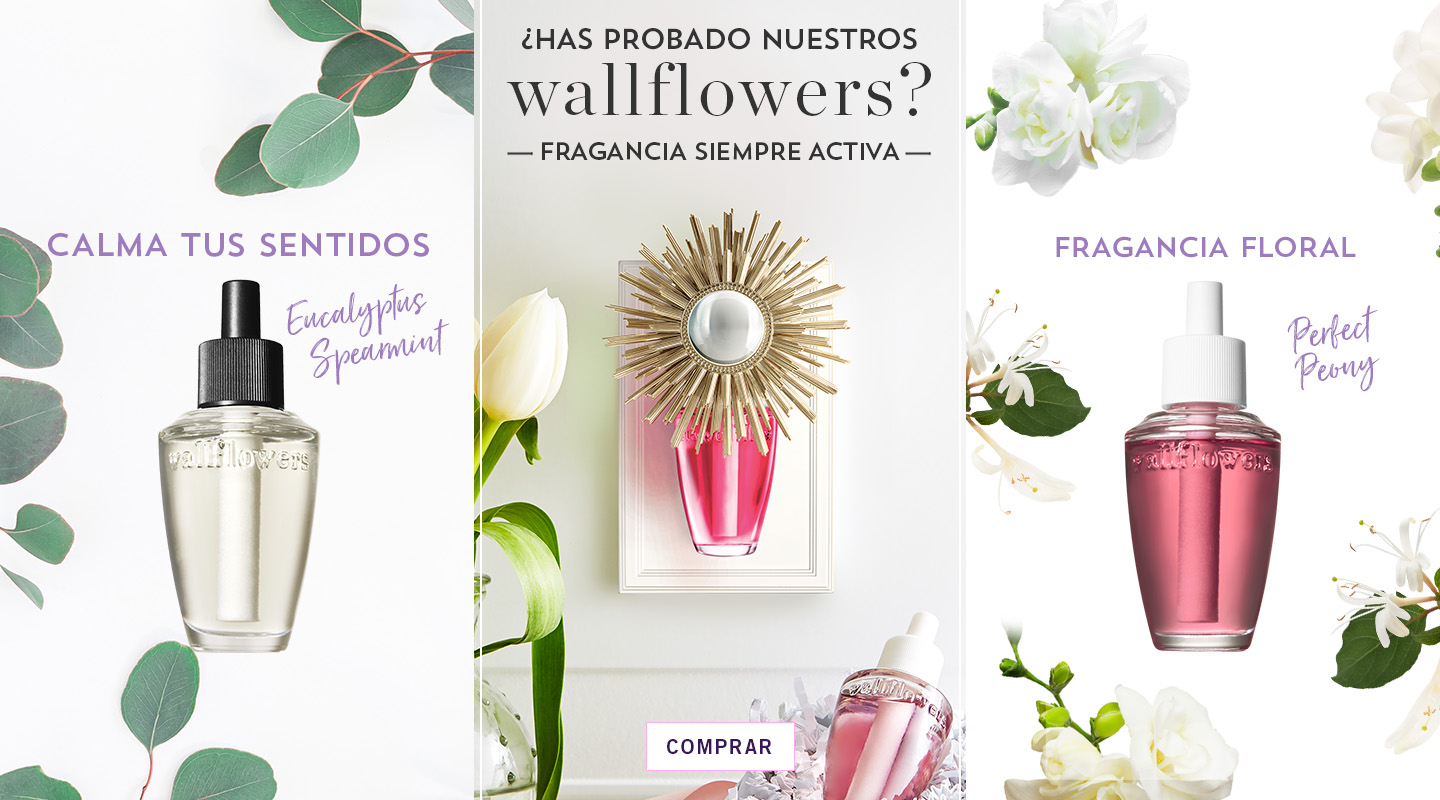 CALMA TUS SENTIDOS
Eucalyptus
Spearmint
wallflowers
¿HAS PROBADO NUESTROS
wallflowers?
— FRAGANCIA SIEMPRE ACTIVA —
wallflowers
COMPRAR
FRAGANCIA FLORAL
Perfect
Peony
wallflowers